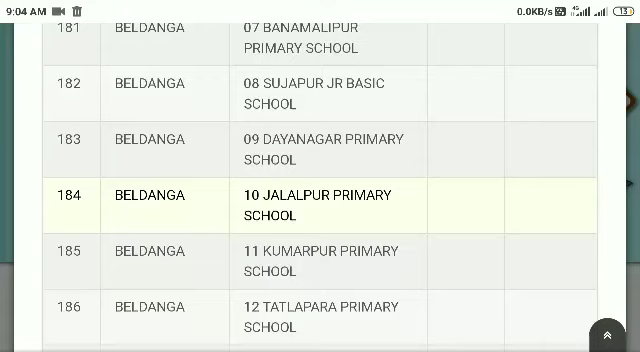 9:04 AM 0.0KB/s 4G 13
181 BELDANGA 07 BANAMALIPUR
PRIMARY SCHOOL
182 BELDANGA 08 SUJAPUR JR BASIC
SCHOOL
183 BELDANGA 09 DAYANAGAR PRIMARY
SCHOOL
184 BELDANGA 10 JALALPUR PRIMARY
SCHOOL
185 BELDANGA 11 KUMARPUR PRIMARY
SCHOOL
186 BELDANGA 12 TATLAPARA PRIMARY
SCHOOL